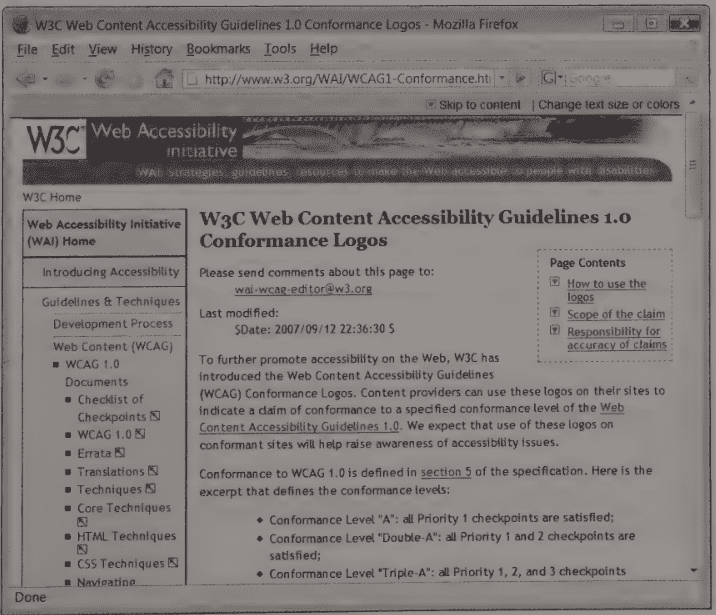 W3C Web Content Accessibility Guidelines 1.0 Conformance Logos - Mozilla Firefox
File Edit View History Bookmarks Tools Help
http://www.w3.org/WAI/WCAG1-Conformance.ht G Google
Skip to content | Change text size or colors
W3C Web Accessibility
initiative
WAI: Strategies, guidelines, resources to make the Web accessible to people with disabilities
W3C Home
Web Accessibility Initiative
(WAI) Home
Introducing Accessibility
Guidelines & Techniques
Development Process
Web Content (WCAG)
WCAG 1.0
Documents
Checklist of
Checkpoints
WCAG 1.0
Errata
Translations
Techniques
Core Techniques
HTML Techniques
CSS Techniques
Navigating
W3C Web Content Accessibility Guidelines 1.0
Conformance Logos
Please send comments about this page to:
wai-wcag-editor@w3.org
Last modified:
$Date: 2007/09/12 22:36:30 $
Page Contents
How to use the
logos
Scope of the claim
Responsibility for
accuracy of claims
To further promote accessibility on the Web, W3C has
introduced the Web Content Accessibility Guidelines
(WCAG) Conformance Logos. Content providers can use these logos on their sites to
indicate a claim of conformance to a specified conformance level of the Web
Content Accessibility Guidelines 1.0. We expect that use of these logos on
conformant sites will help raise awareness of accessibility issues.
Conformance to WCAG 1.0 is defined in section 5 of the specification. Here is the
excerpt that defines the conformance levels:
Conformance Level "A": all Priority 1 checkpoints are satisfied;
Conformance Level "Double-A": all Priority 1 and 2 checkpoints are
satisfied;
Conformance Level "Triple-A": all Priority 1, 2, and 3 checkpoints
Done